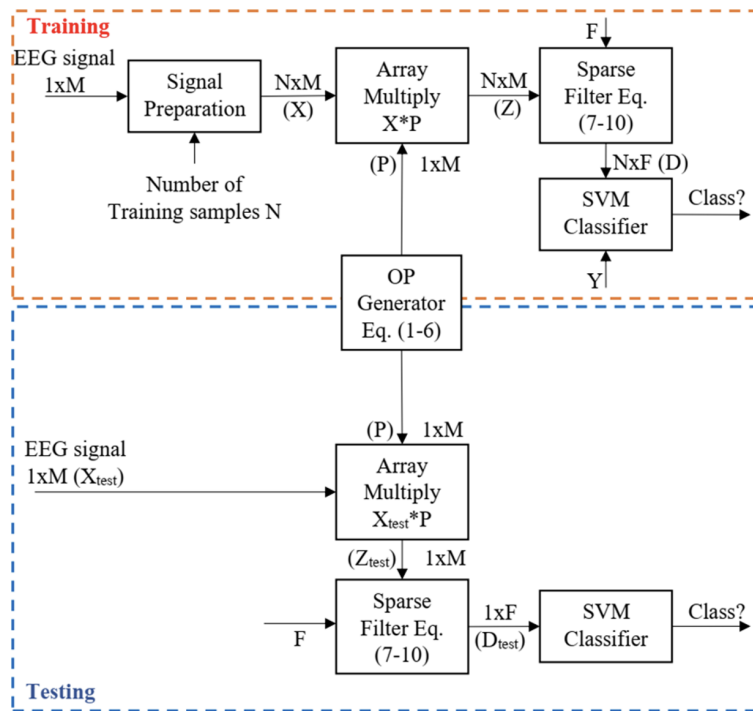 Training
EEG signal
1xM
Signal
Preparation
Number of
Training samples N
NxM
(X)
Array
Multiply
X*P
(P) 1xM
NxM
(Z)
F
Sparse
Filter Eq.
(7-10)
NxF (D)
SVM
Classifier
Class?
Y
OP
Generator
Eq. (1-6)
(P) 1xM
EEG signal
1xM (Xtest)
Array
Multiply
Xtest*P
(Ztest) 1xM
F
Sparse
Filter Eq.
(7-10)
1xF
(Dtest)
SVM
Classifier
Class?
Testing